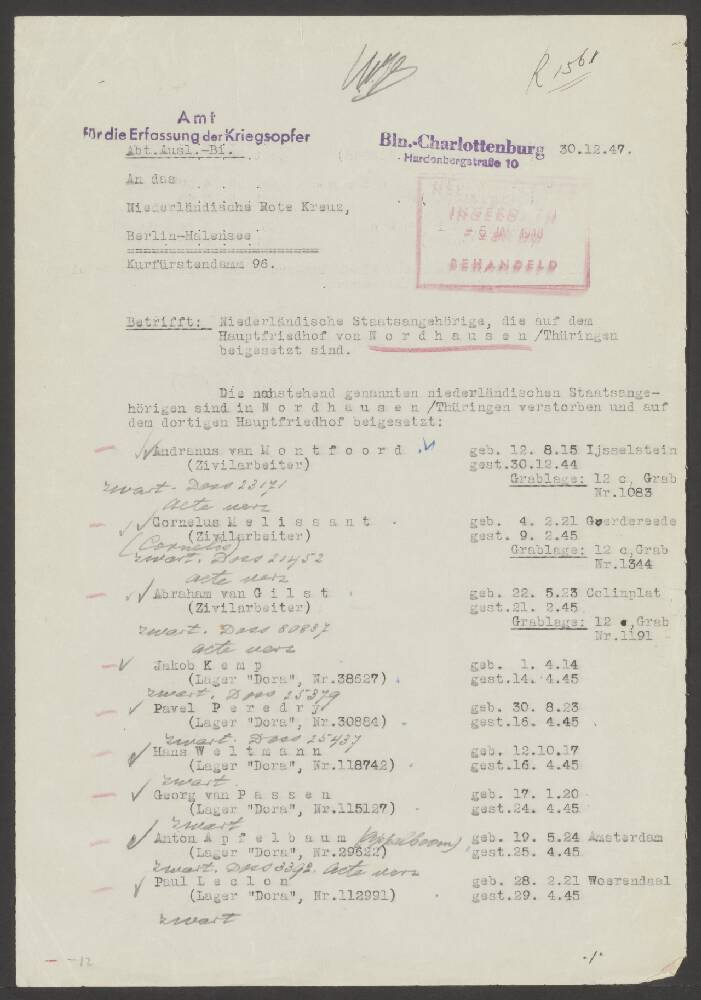 R 1561
Amt
für die Erfassung der Kriegsopfer
Abt.Ausl.-Bf.
Bln.-Charlottenburg 30.12.47.
Hardenbergstraße 10
An das
Niederländische Rote Kreuz,
Berlin-Halensee
Kurfürstendamm 96.
BEHANDELD
Betrifft: Niederländische Staatsangehörige, die auf dem
Hauptfriedhof von N o r d h a u s e n /Thüringen
beigesetzt sind.
Die nahstehend genannten niederländischen Staatsange-
hörigen sind in N o r d h a u s e n /Thüringen verstorben und auf
dem dortigen Hauptfriedhof beigesetzt:
Andranus van M o n t f o o r d geb. 12. 8.15 Ijsselstein
(Zivilarbeiter) gest.30.12.44
zwart. Doss 23171 Grablage: 12 c, Grab
acte verz Nr.1083
Cornelus M e l i s s a n t geb. 4. 2.21 Goerdereede
(Zivilarbeiter) gest. 9. 2.45
(Cornelis) Grablage: 12 c,Grab
zwart. Doss 21452 Nr.1344
acte verz
Abraham van G i l s t geb. 22. 5.23 Colinplat
(Zivilarbeiter) gest.21. 2.45
zwart. Doss 80837 Grablage: 12 c,Grab
acte verz Nr.1191
Jakob K e m p geb. 1. 4.14
(Lager "Dora", Nr.38627) gest.14. 4.45
zwart. Doss 25379
Pavel P e r e d r y geb. 30. 8.23
(Lager "Dora", Nr.30884) gest.16. 4.45
zwart. Doss 25437
Hans W e l t m a n n geb. 12.10.17
(Lager "Dora", Nr.118742) gest.16. 4.45
zwart.
Georg van P a s s e n geb. 17. 1.20
(Lager "Dora", Nr.115127) gest.24. 4.45
zwart
Anton A p f e l b a u m (Appelboom) geb. 19. 5.24 Amsterdam
(Lager "Dora", Nr.29622) gest.25. 4.45
zwart. Doss 3392. acte verz
Paul L e c l o n geb. 28. 2.21 Woerendaal
(Lager "Dora", Nr.112991) gest.29. 4.45
zwart
-12
./.